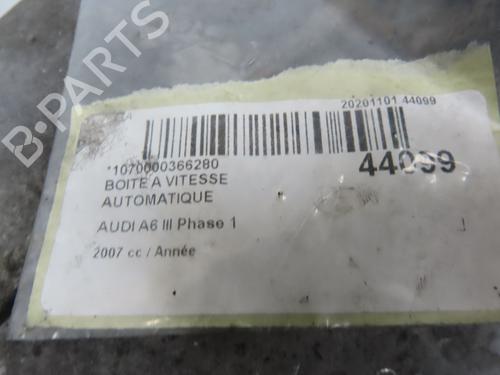 20201101 44099
*1070000366280
44099
BOITE A VITESSE
AUTOMATIQUE
AUDI A6 III Phase 1
2007 cc / Année
B-PARTS